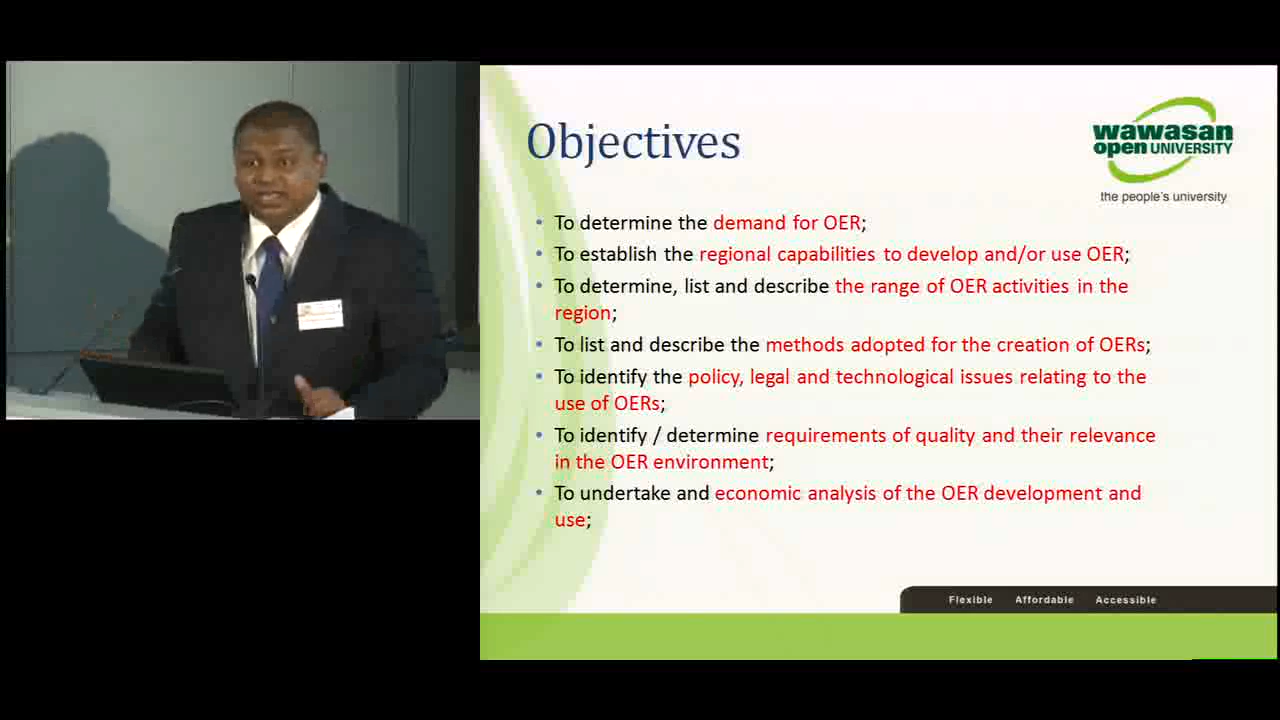 Objectives
wawasan
open UNIVERSITY
the people's university
• To determine the demand for OER;
• To establish the regional capabilities to develop and/or use OER;
• To determine, list and describe the range of OER activities in the
region;
• To list and describe the methods adopted for the creation of OERs;
• To identify the policy, legal and technological issues relating to the
use of OERs;
• To identify / determine requirements of quality and their relevance
in the OER environment;
• To undertake and economic analysis of the OER development and
use;
Flexible Affordable Accessible